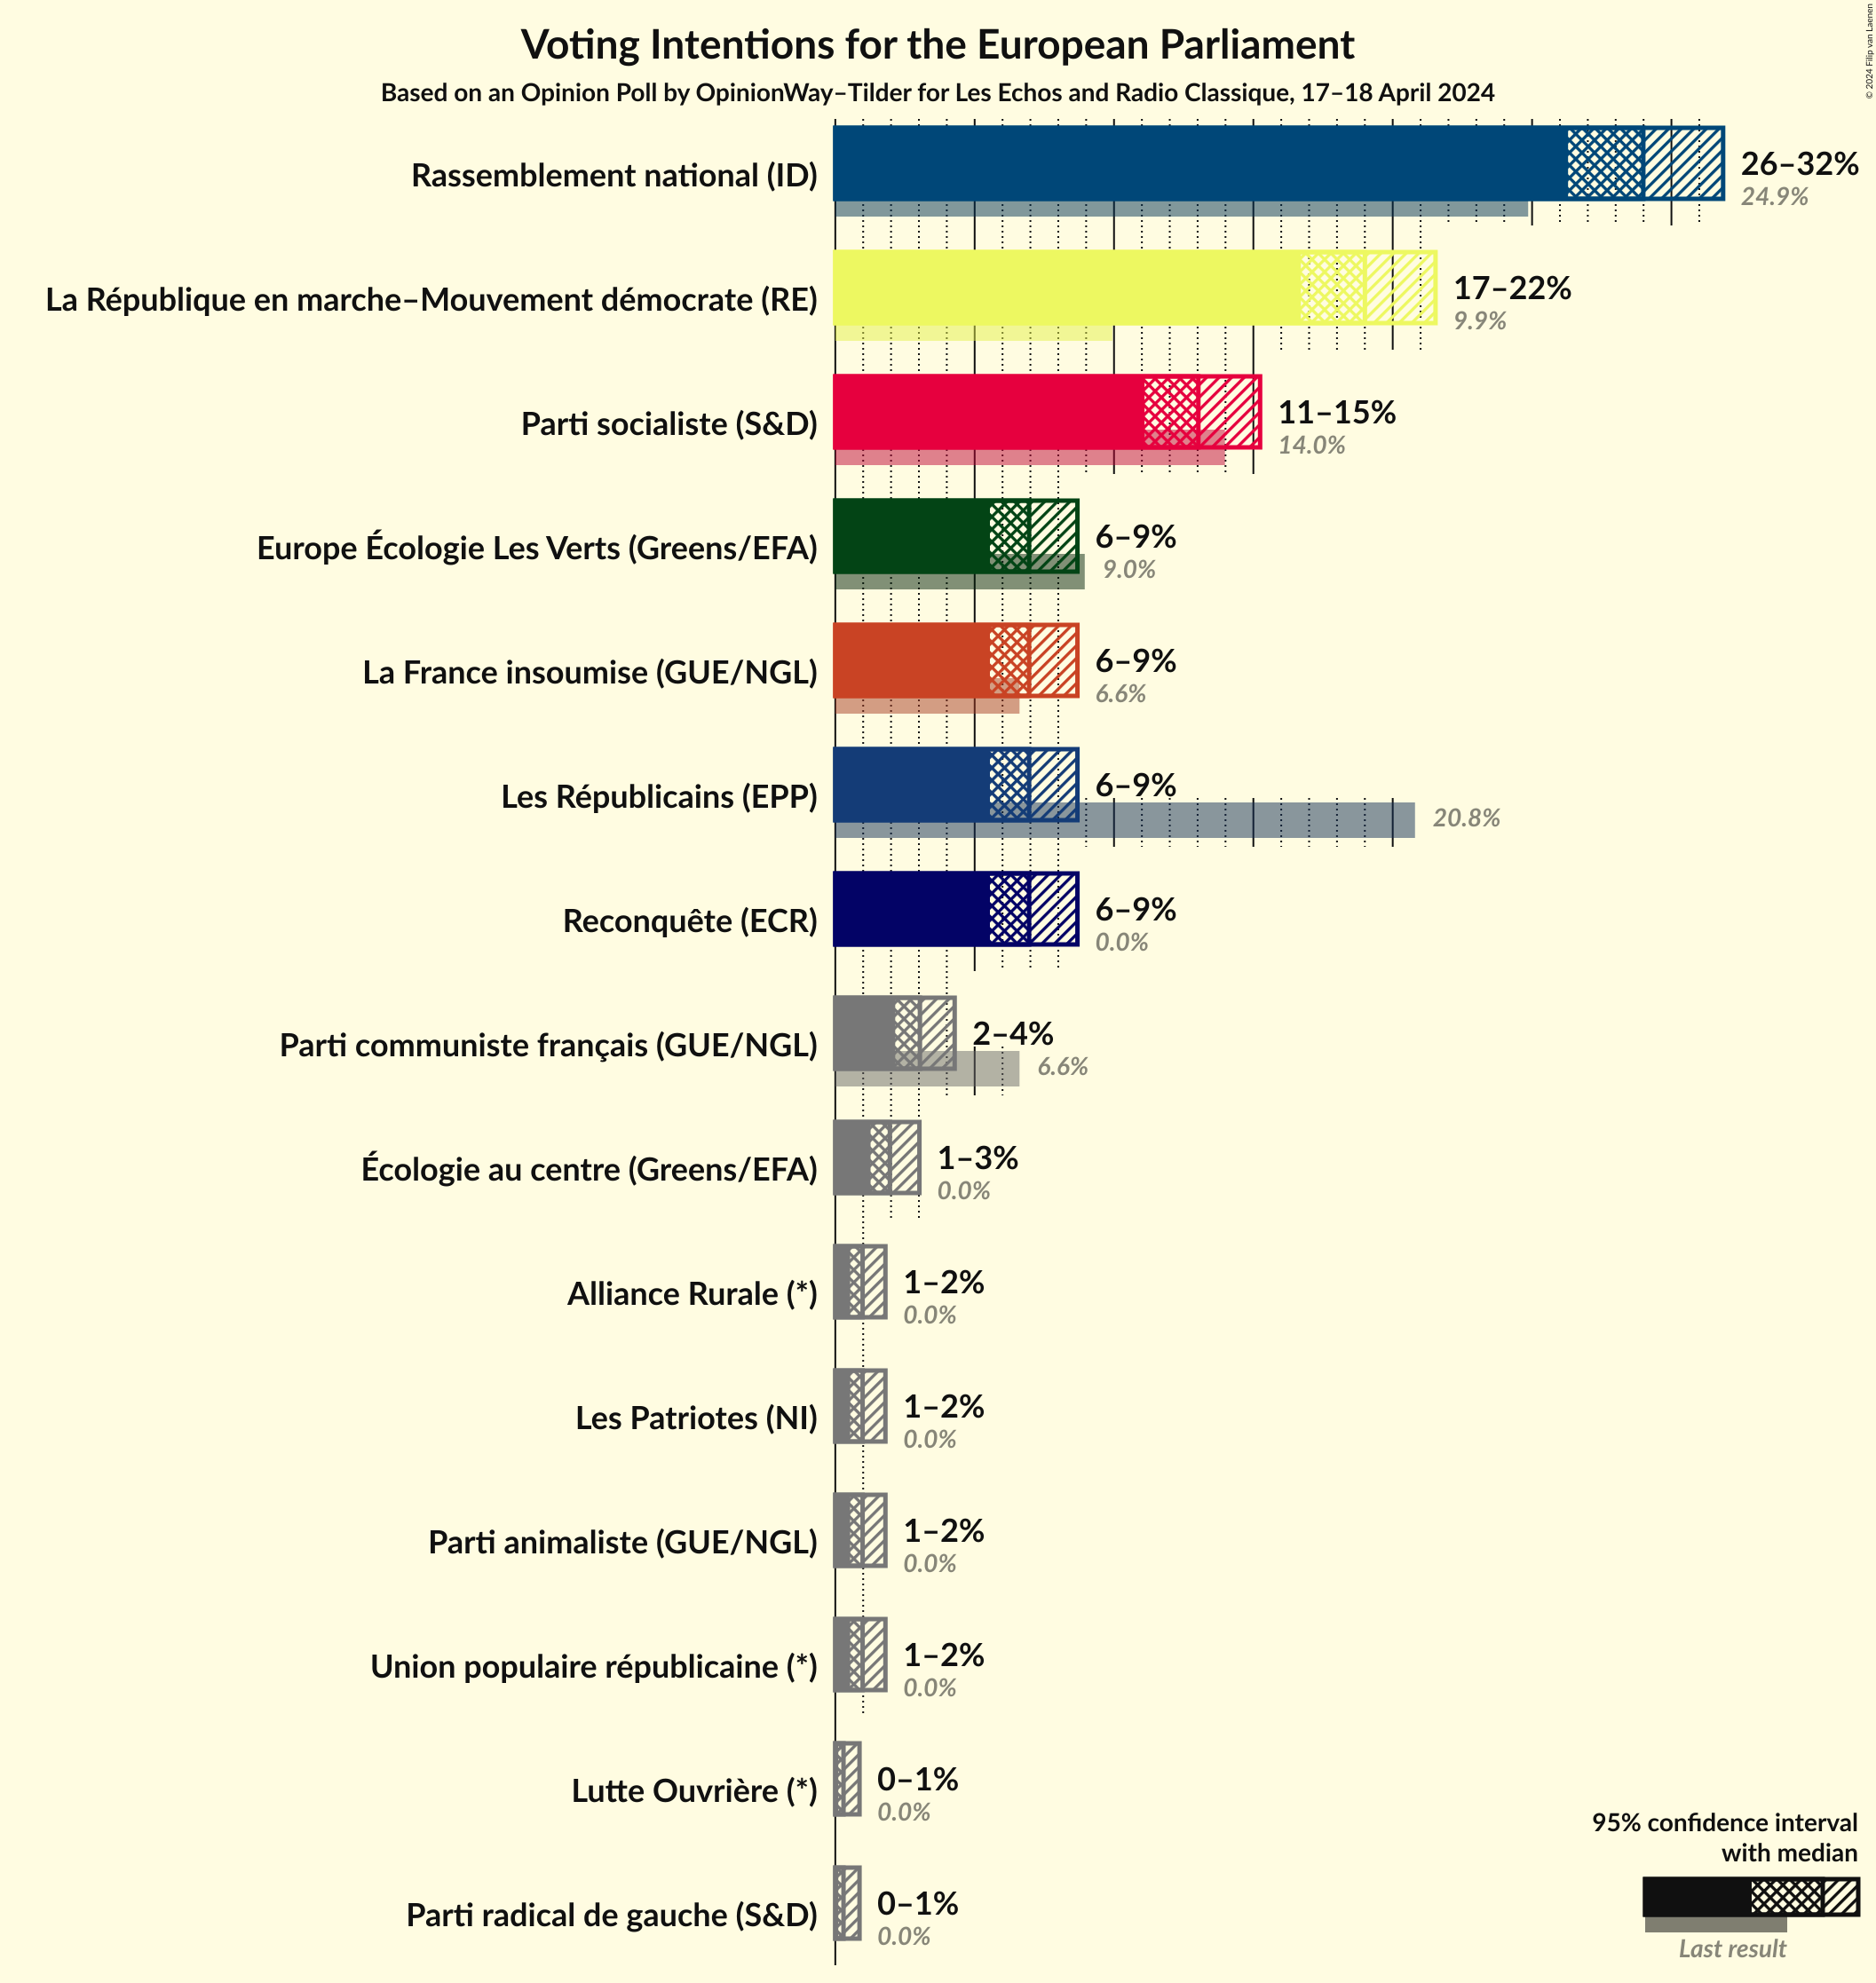 © 2024 Filip van Laenen
Voting Intentions for the European Parliament
Based on an Opinion Poll by OpinionWay–Tilder for Les Echos and Radio Classique, 17–18 April 2024
Rassemblement national (ID)
26–32%
24.9%
La République en marche–Mouvement démocrate (RE)
17–22%
9.9%
Parti socialiste (S&D)
11–15%
14.0%
Europe Écologie Les Verts (Greens/EFA)
6–9%
9.0%
La France insoumise (GUE/NGL)
6–9%
6.6%
Les Républicains (EPP)
6–9%
20.8%
Reconquête (ECR)
6–9%
0.0%
Parti communiste français (GUE/NGL)
2–4%
6.6%
Écologie au centre (Greens/EFA)
1–3%
0.0%
Alliance Rurale (*)
1–2%
0.0%
Les Patriotes (NI)
1–2%
0.0%
Parti animaliste (GUE/NGL)
1–2%
0.0%
Union populaire républicaine (*)
1–2%
0.0%
Lutte Ouvrière (*)
0–1%
0.0%
Parti radical de gauche (S&D)
0–1%
0.0%
95% confidence interval
with median
Last result